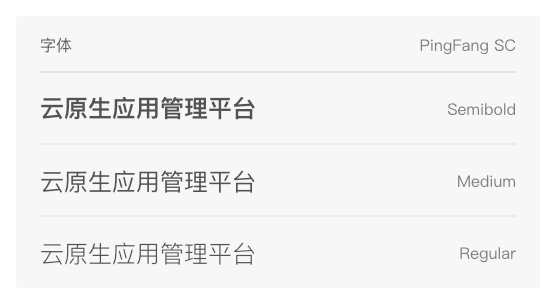 字体 PingFang SC
云原生应用管理平台 Semibold
云原生应用管理平台 Medium
云原生应用管理平台 Regular